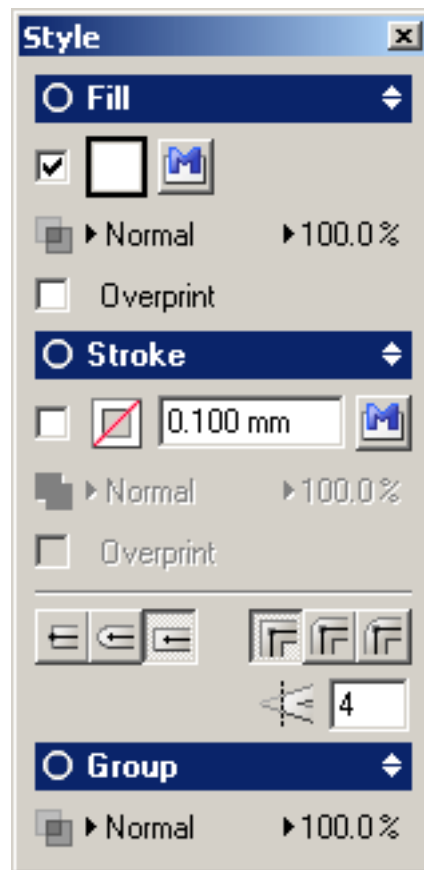 Style
Fill
Normal 100.0%
Overprint
Stroke
0.100 mm
Normal 100.0%
Overprint
4
Group
Normal 100.0%